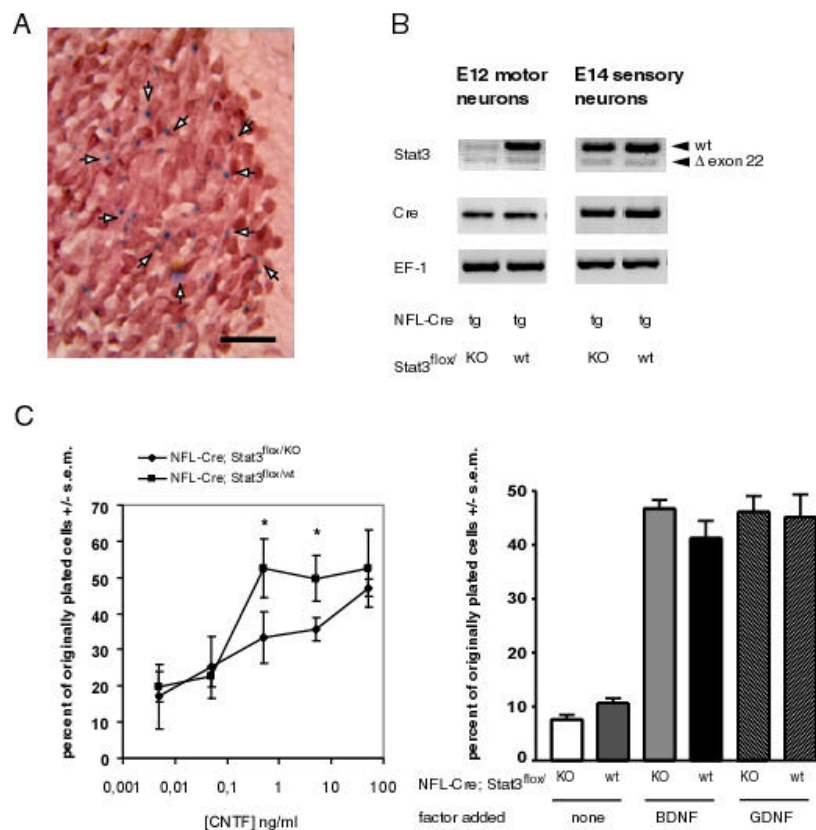 A
B
E12 motor neurons
E14 sensory neurons
Stat3
wt
Δ exon 22
Cre
EF-1
NFL-Cre tg tg tg tg
Stat3flox/ KO wt KO wt
C
NFL-Cre; Stat3flox/KO
NFL-Cre; Stat3flox/wt
percent of originally plated cells +/- s.e.m.
70
60
50
40
30
20
10
0
* *
0,001 0,01 0,1 1 10 100
[CNTF] ng/ml
percent of originally plated cells +/- s.e.m.
50
40
30
20
10
0
NFL-Cre; Stat3flox/ KO wt KO wt KO wt
factor added none BDNF GDNF